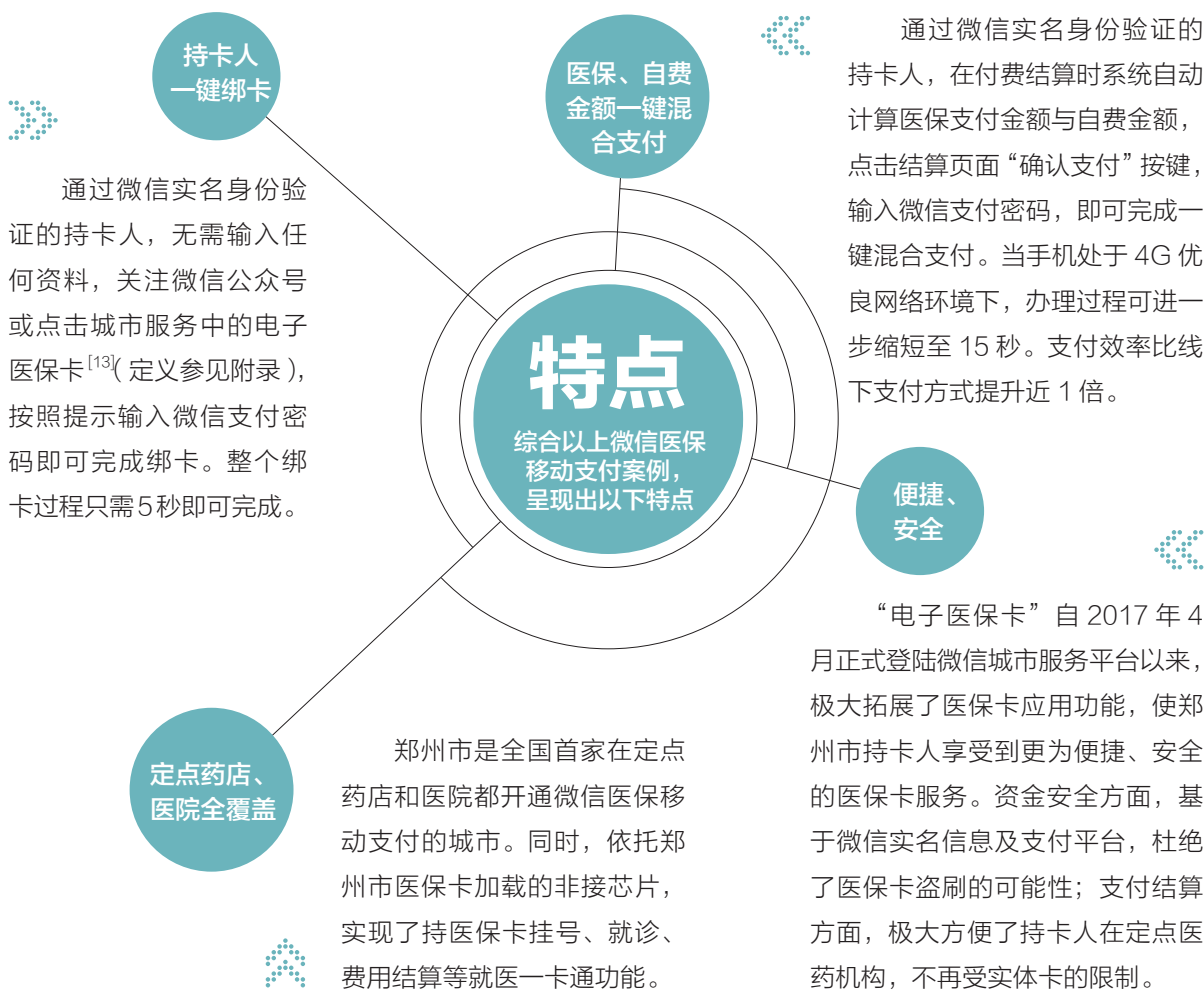 持卡人
一键绑卡
通过微信实名身份验
证的持卡人，无需输入任
何资料，关注微信公众号
或点击城市服务中的电子
医保卡[13]（定义参见附录），
按照提示输入微信支付密
码即可完成绑卡。整个绑
卡过程只需5秒即可完成。
医保、自费
金额一键混
合支付
通过微信实名身份验证的
持卡人，在付费结算时系统自动
计算医保支付金额与自费金额，
点击结算页面“确认支付”按键，
输入微信支付密码，即可完成一
键混合支付。当手机处于 4G 优
良网络环境下，办理过程可进一
步缩短至 15 秒。支付效率比线
下支付方式提升近 1 倍。
特点
综合以上微信医保
移动支付案例，
呈现出以下特点
便捷、
安全
“电子医保卡”自 2017 年 4
月正式登陆微信城市服务平台以来，
极大拓展了医保卡应用功能，使郑
州市持卡人享受到更为便捷、安全
的医保卡服务。资金安全方面，基
于微信实名信息及支付平台，杜绝
了医保卡盗刷的可能性；支付结算
方面，极大方便了持卡人在定点医
药机构，不再受实体卡的限制。
定点药店、
医院全覆盖
郑州市是全国首家在定点
药店和医院都开通微信医保移
动支付的城市。同时，依托郑
州市医保卡加载的非接芯片，
实现了持医保卡挂号、就诊、
费用结算等就医一卡通功能。